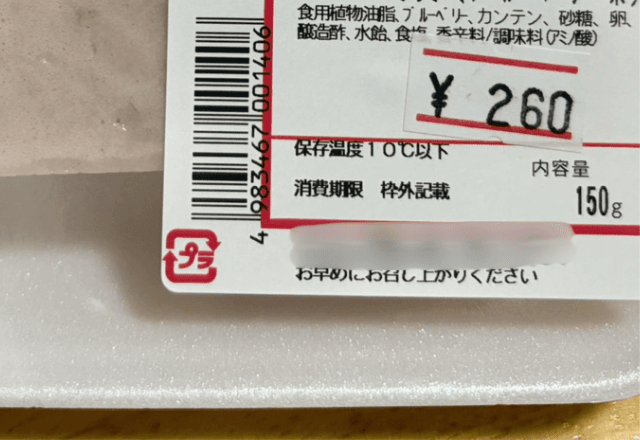 食用植物油脂、ブルーベリー、カンテン、砂糖、卵、
醸造酢、水飴、食塩、香辛料/調味料(アミノ酸)
¥ 260
保存温度10℃以下
内容量
消費期限 枠外記載
150g
お早めにお召し上がりください
プラ
4 983467 001406